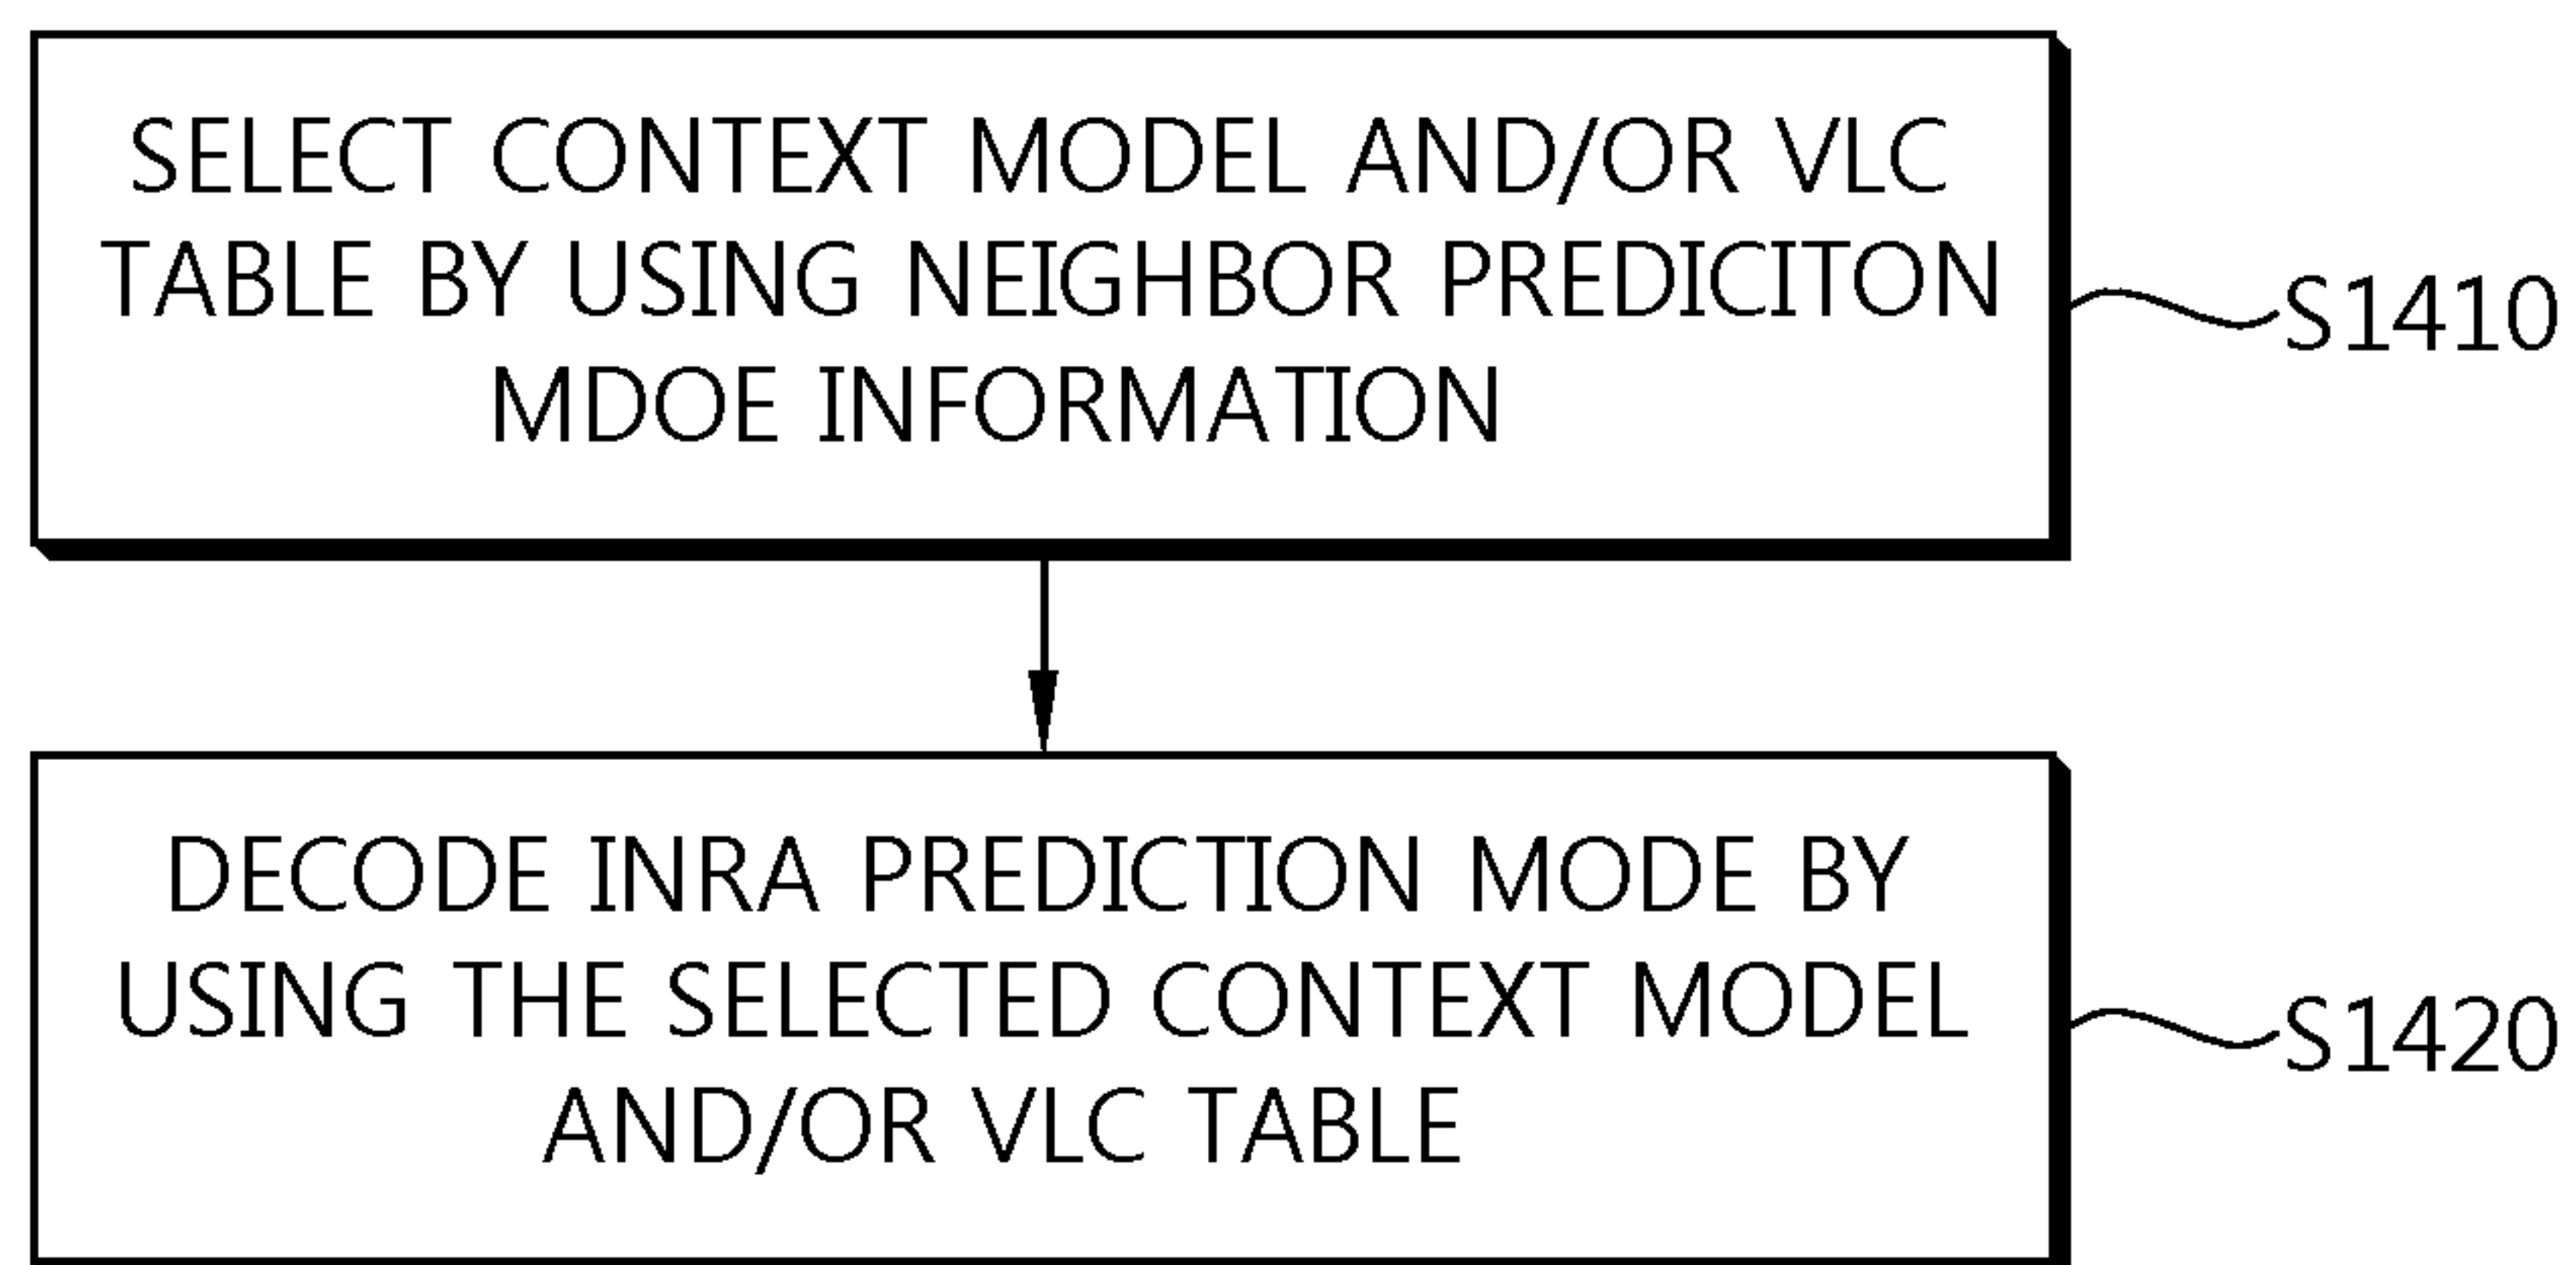 SELECT CONTEXT MODEL AND/OR VLC
TABLE BY USING NEIGHBOR PREDICITON
MDOE INFORMATION
S1410
DECODE INRA PREDICTION MODE BY
USING THE SELECTED CONTEXT MODEL
AND/OR VLC TABLE
S1420